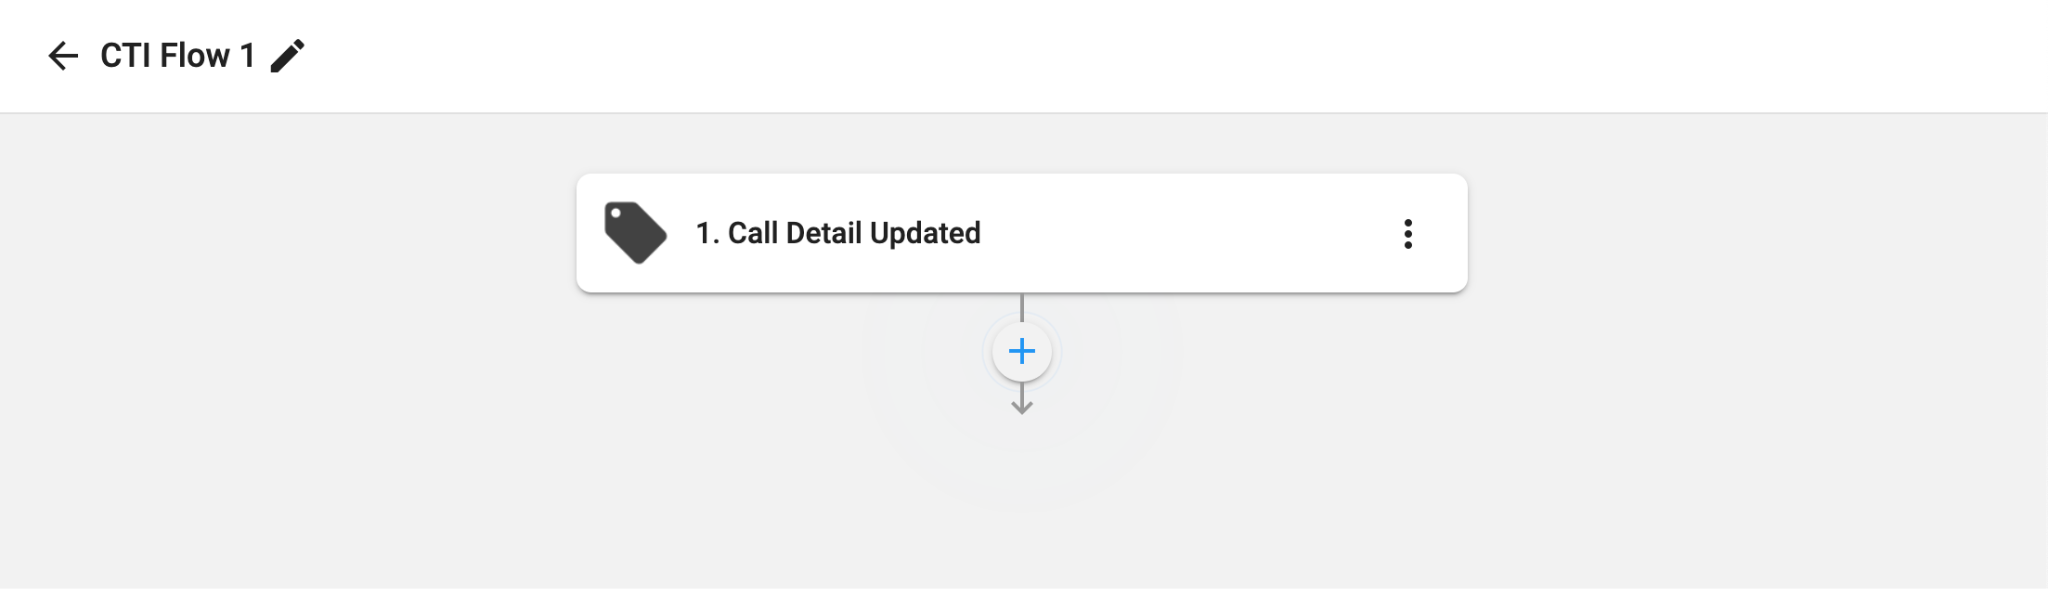 CTI Flow 1
1. Call Detail Updated